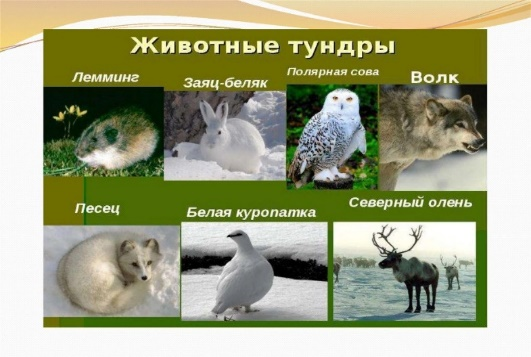 Животные тундры
Лемминг
Заяц-беляк
Полярная сова
Волк
Песец
Белая куропатка
Северный олень